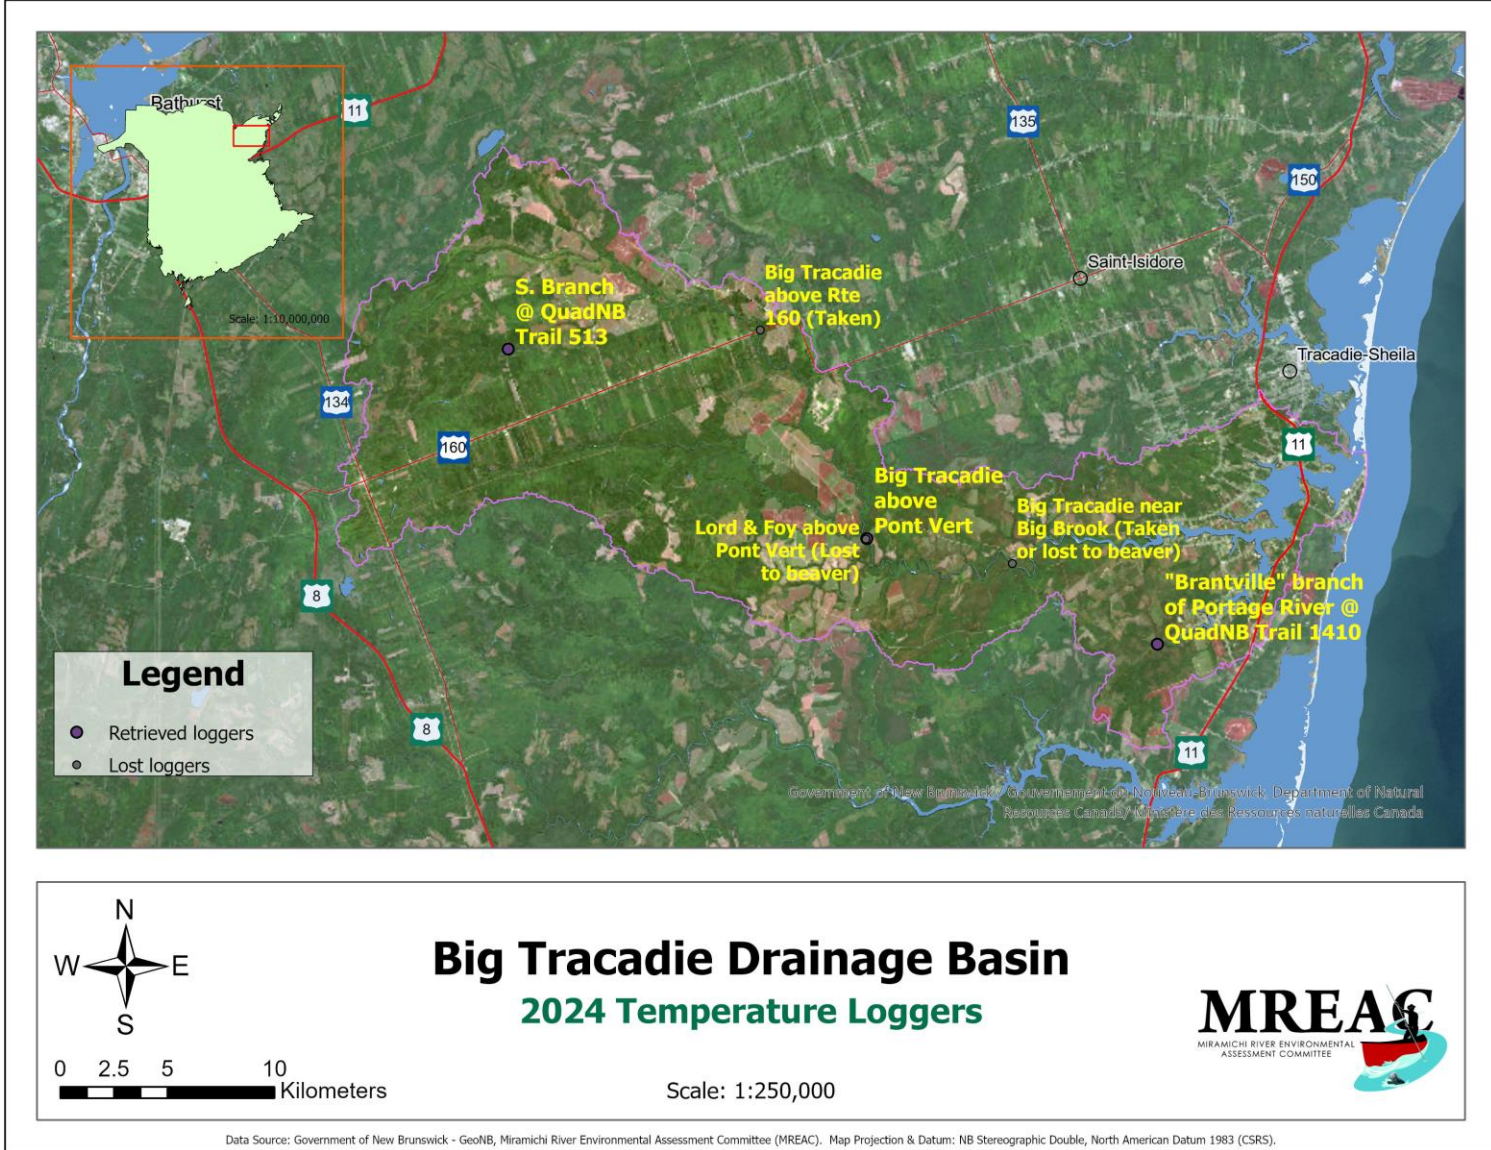 Bathurst
11
135
150
Saint-Isidore
Scale: 1:10,000,000
S. Branch
@ QuadNB
Trail 513
Big Tracadie
above Rte
160 (Taken)
Tracadie-Sheila
134
160
11
Big Tracadie
above
Pont Vert
Lord & Foy above
Pont Vert (Lost
to beaver)
Big Tracadie near
Big Brook (Taken
or lost to beaver)
"Brantville" branch
of Portage River @
QuadNB Trail 1410
8
8
11
Legend
Retrieved loggers
Lost loggers
Government of New Brunswick/ Gouvernement du Nouveau-Brunswick, Department of Natural
Resources Canada/ Ministère des Ressources naturelles Canada
N
W E
S
0 2.5 5 10
Kilometers
Big Tracadie Drainage Basin
2024 Temperature Loggers
Scale: 1:250,000
MREAC
MIRAMICHI RIVER ENVIRONMENTAL
ASSESSMENT COMMITTEE
Data Source: Government of New Brunswick - GeoNB, Miramichi River Environmental Assessment Committee (MREAC). Map Projection & Datum: NB Stereographic Double, North American Datum 1983 (CSRS).